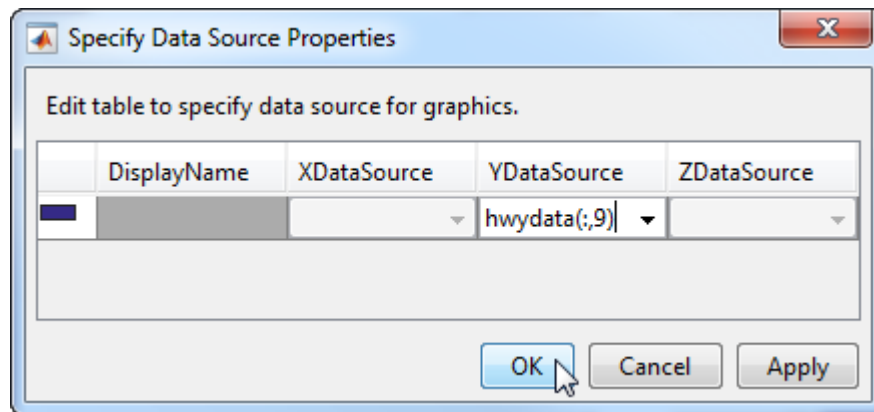 Specify Data Source Properties
Edit table to specify data source for graphics.
DisplayName XDataSource YDataSource ZDataSource
hwydata(:,9)
OK Cancel Apply